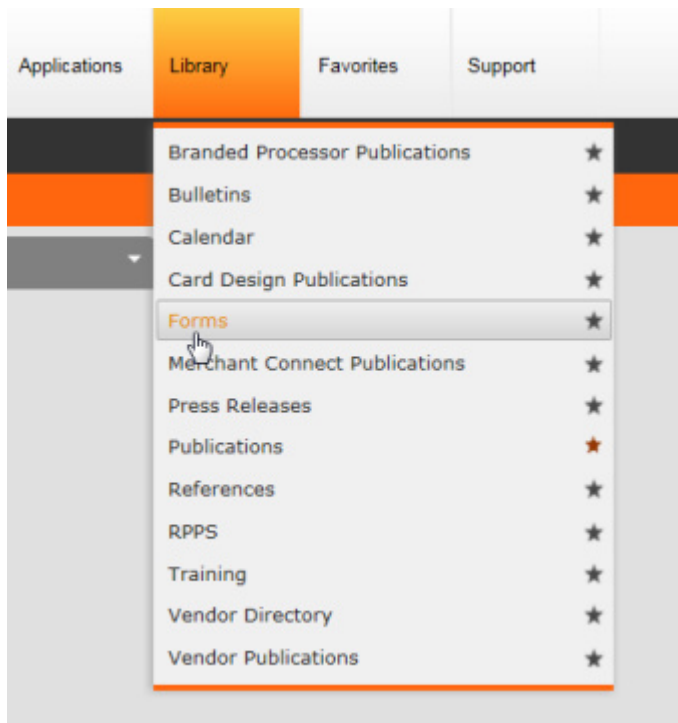 Applications Library Favorites Support
Branded Processor Publications
Bulletins
Calendar
Card Design Publications
Forms
Merchant Connect Publications
Press Releases
Publications
References
RPPS
Training
Vendor Directory
Vendor Publications